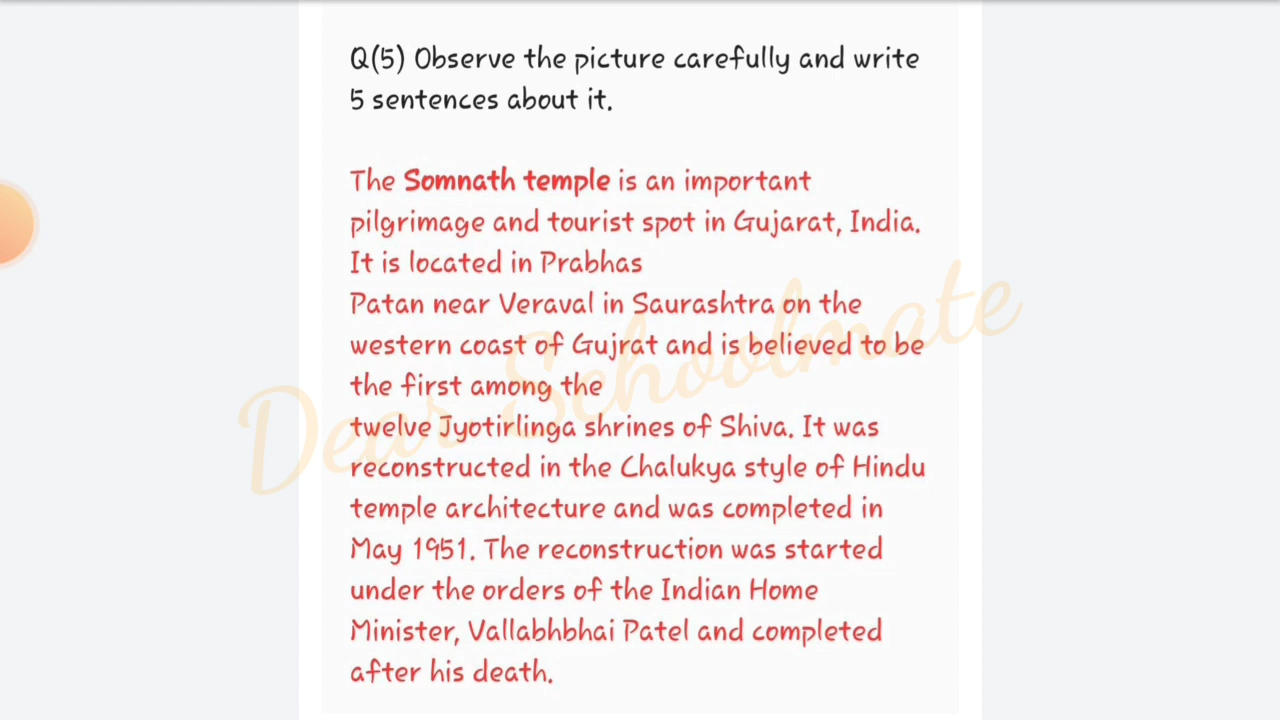 Q(5) Observe the picture carefully and write
5 sentences about it.
The Somnath temple is an important
pilgrimage and tourist spot in Gujarat, India.
It is located in Prabhas
Patan near Veraval in Saurashtra on the
western coast of Gujrat and is believed to be
the first among the
twelve Jyotirlinga shrines of Shiva. It was
reconstructed in the Chalukya style of Hindu
temple architecture and was completed in
May 1951. The reconstruction was started
under the orders of the Indian Home
Minister, Vallabhbhai Patel and completed
after his death.
Dear Schoolmate